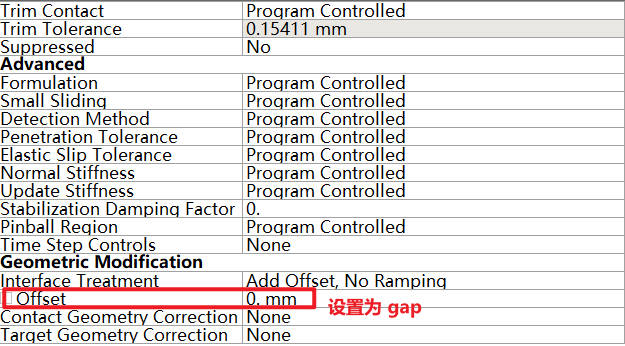 Trim Contact Program Controlled
Trim Tolerance 0.15411 mm
Suppressed No
Advanced
Formulation Program Controlled
Small Sliding Program Controlled
Detection Method Program Controlled
Penetration Tolerance Program Controlled
Elastic Slip Tolerance Program Controlled
Normal Stiffness Program Controlled
Update Stiffness Program Controlled
Stabilization Damping Factor 0.
Pinball Region Program Controlled
Time Step Controls None
Geometric Modification
Interface Treatment Add Offset, No Ramping
Offset 0. mm 设置为 gap
Contact Geometry Correction None
Target Geometry Correction None